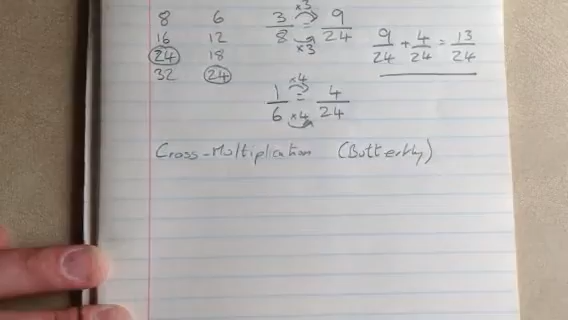 8 6 3/8 = 9/24 ×3 ×3
16 12 9/24 + 4/24 = 13/24
24 18
32 24
1/6 = 4/24 ×4 ×4
Cross-Multiplication (Butterfly)